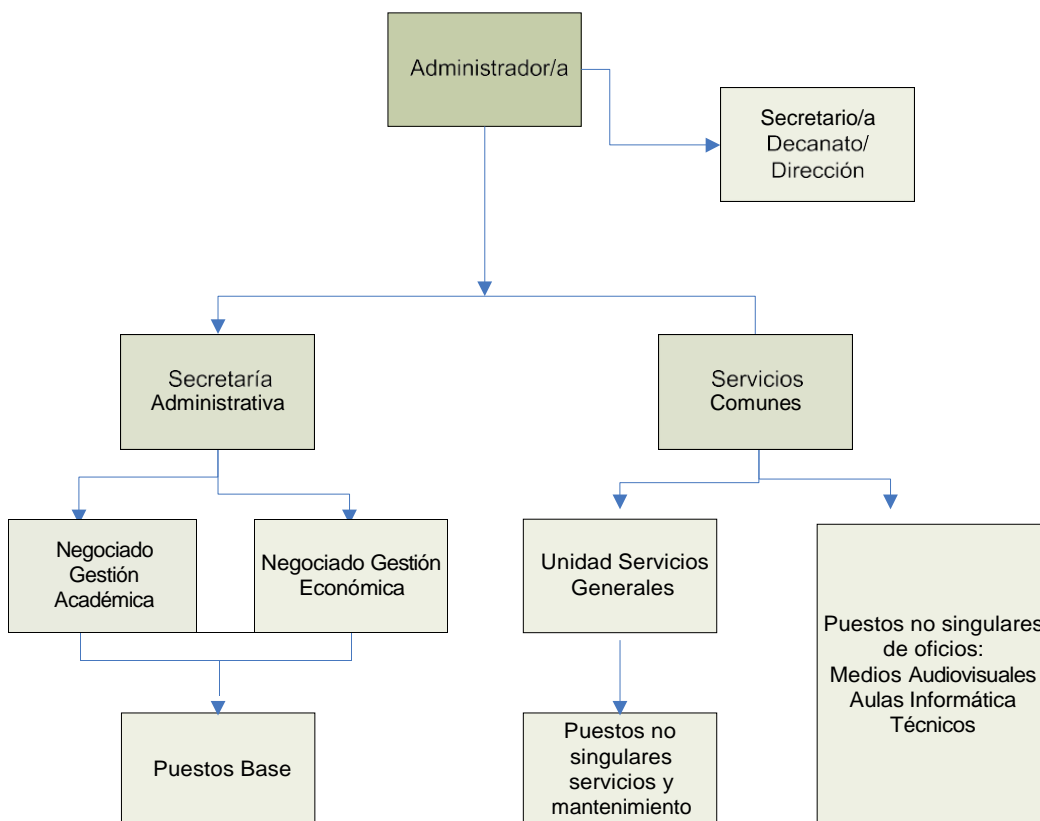 Administrador/a
Secretario/a
Decanato/
Dirección
Secretaría
Administrativa
Servicios
Comunes
Negociado
Gestión
Académica
Negociado Gestión
Económica
Unidad Servicios
Generales
Puestos no singulares
de oficios:
Medios Audiovisuales
Aulas Informática
Técnicos
Puestos Base
Puestos no
singulares
servicios y
mantenimiento